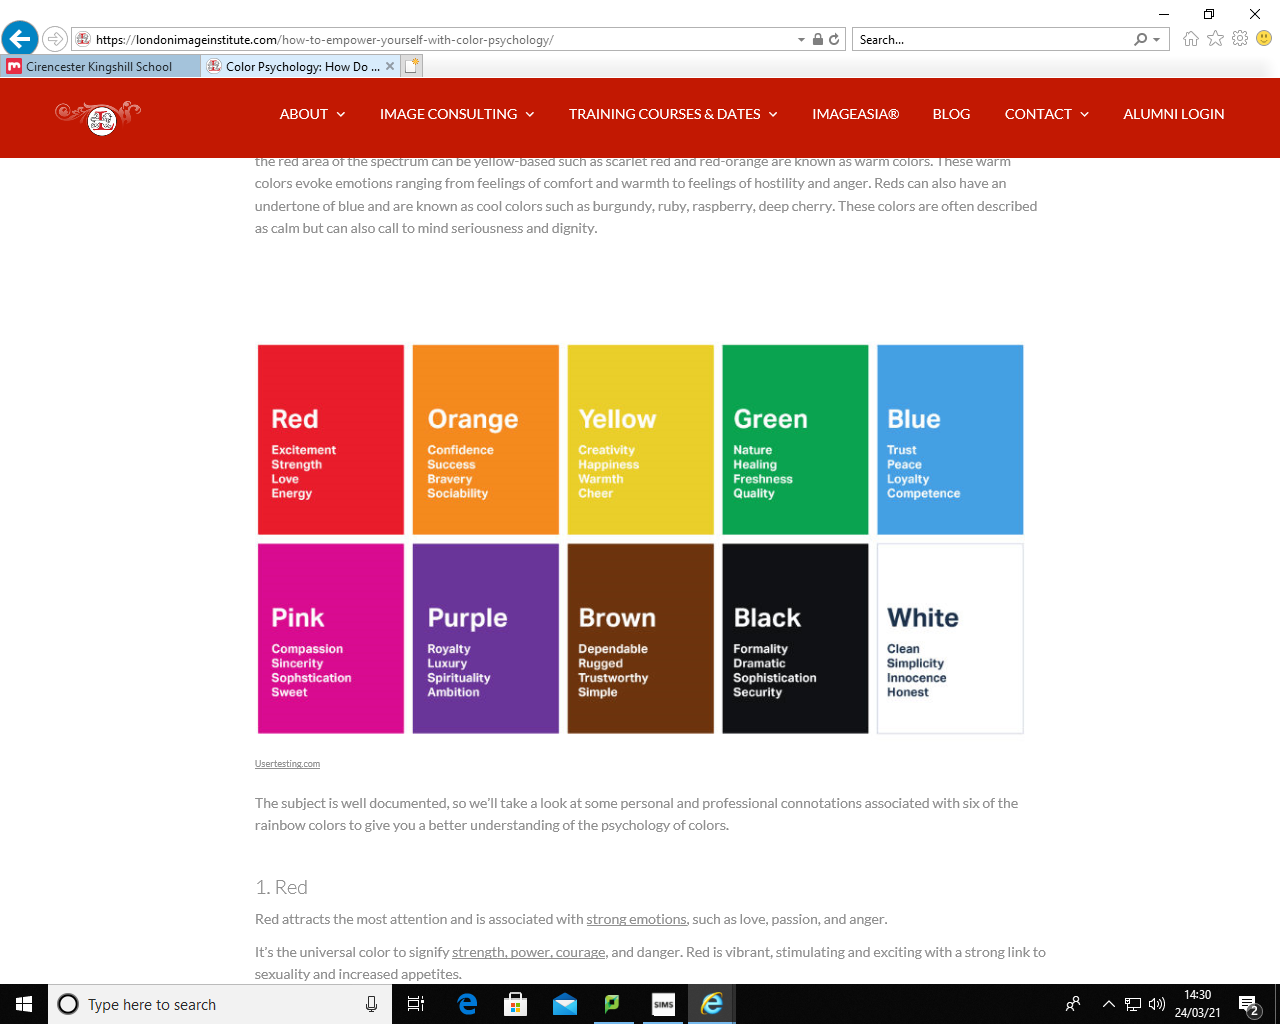 https://londonimageinstitute.com/how-to-empower-yourself-with-color-psychology/
Search...
Cirencester Kingshill School
Color Psychology: How Do ...
ABOUT
IMAGE CONSULTING
TRAINING COURSES & DATES
IMAGEASIA®
BLOG
CONTACT
ALUMNI LOGIN
the red area of the spectrum can be yellow-based such as scarlet red and red-orange are known as warm colors. These warm
colors evoke emotions ranging from feelings of comfort and warmth to feelings of hostility and anger. Reds can also have an
undertone of blue and are known as cool colors such as burgundy, ruby, raspberry, deep cherry. These colors are often described
as calm but can also call to mind seriousness and dignity.
Red
Excitement
Strength
Love
Energy
Orange
Confidence
Success
Bravery
Sociability
Yellow
Creativity
Happiness
Warmth
Cheer
Green
Nature
Healing
Freshness
Quality
Blue
Trust
Peace
Loyalty
Competence
Pink
Compassion
Sincerity
Sophstication
Sweet
Purple
Royalty
Luxury
Spirituality
Ambition
Brown
Dependable
Rugged
Trustworthy
Simple
Black
Formality
Dramatic
Sophistication
Security
White
Clean
Simplicity
Innocence
Honest
Usertesting.com
The subject is well documented, so we'll take a look at some personal and professional connotations associated with six of the
rainbow colors to give you a better understanding of the psychology of colors.
1. Red
Red attracts the most attention and is associated with strong emotions, such as love, passion, and anger.
It's the universal color to signify strength, power, courage, and danger. Red is vibrant, stimulating and exciting with a strong link to
sexuality and increased appetites.
Type here to search
SIMS
14:30
24/03/21
2